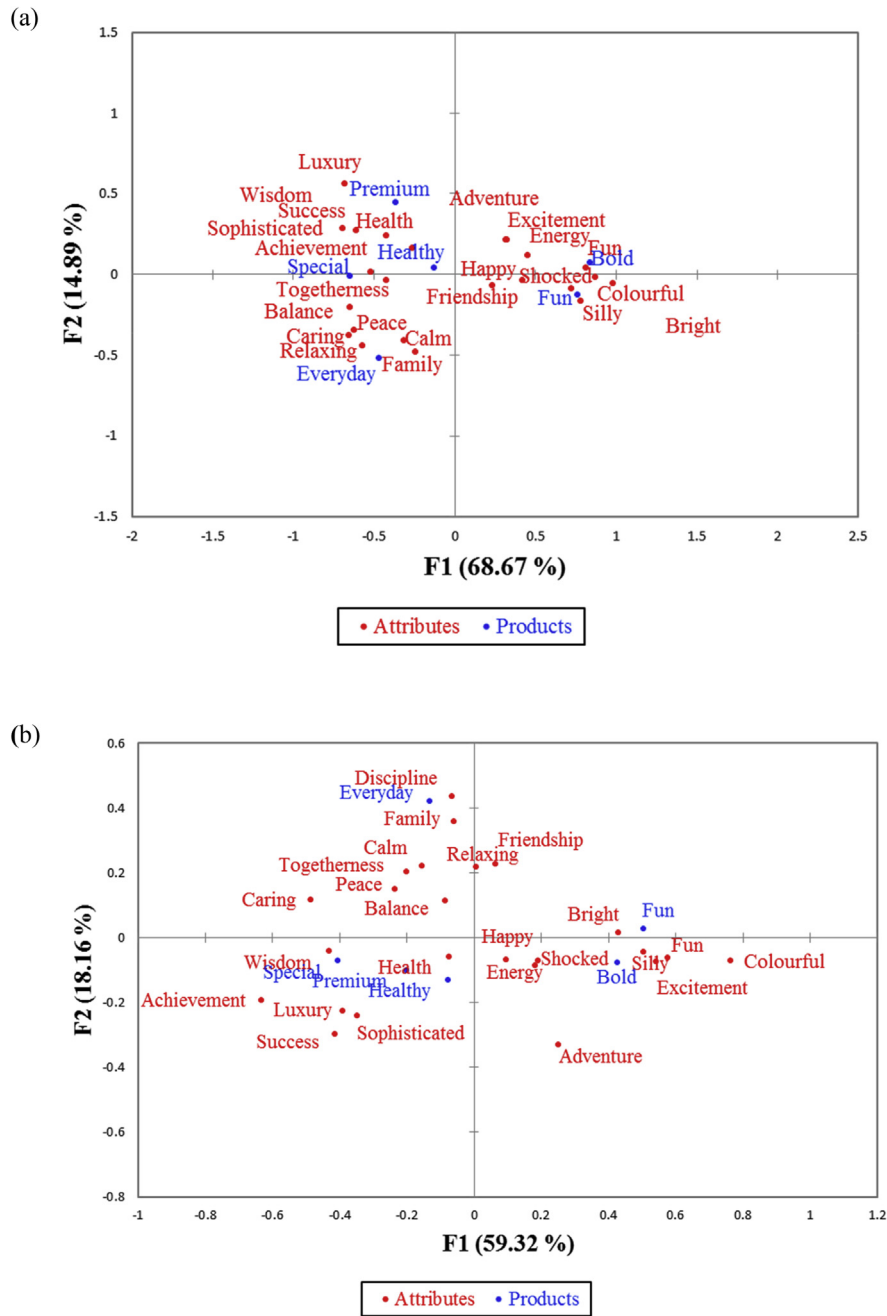 (a)
1.5
1
Luxury
0.5
Wisdom
Premium
Adventure
Success
Excitement
Sophisticated
Health
Energy
Achievement
Healthy
Fun
Bold
0
Special
Happy
Shocked
Togetherness
Friendship
Fun
Colourful
Balance
Silly
Peace
Bright
Caring
Calm
Relaxing
Family
-0.5
Everyday
-1
-1.5
F2 (14.89 %)
-2 -1.5 -1 -0.5 0 0.5 1 1.5 2 2.5
F1 (68.67 %)
Attributes Products
(b)
0.6
Discipline
Everyday
0.4
Family
Friendship
Calm
Relaxing
Togetherness
0.2
Peace
Caring
Balance
Bright
Fun
0
Happy
Fun
Wisdom
Health
Shocked
Silly
Colourful
Special
Premium
Energy
Bold
Healthy
Excitement
-0.2
Achievement
Luxury
Sophisticated
Success
Adventure
-0.4
-0.6
-0.8
F2 (18.16 %)
-1 -0.8 -0.6 -0.4 -0.2 0 0.2 0.4 0.6 0.8 1 1.2
F1 (59.32 %)
Attributes Products